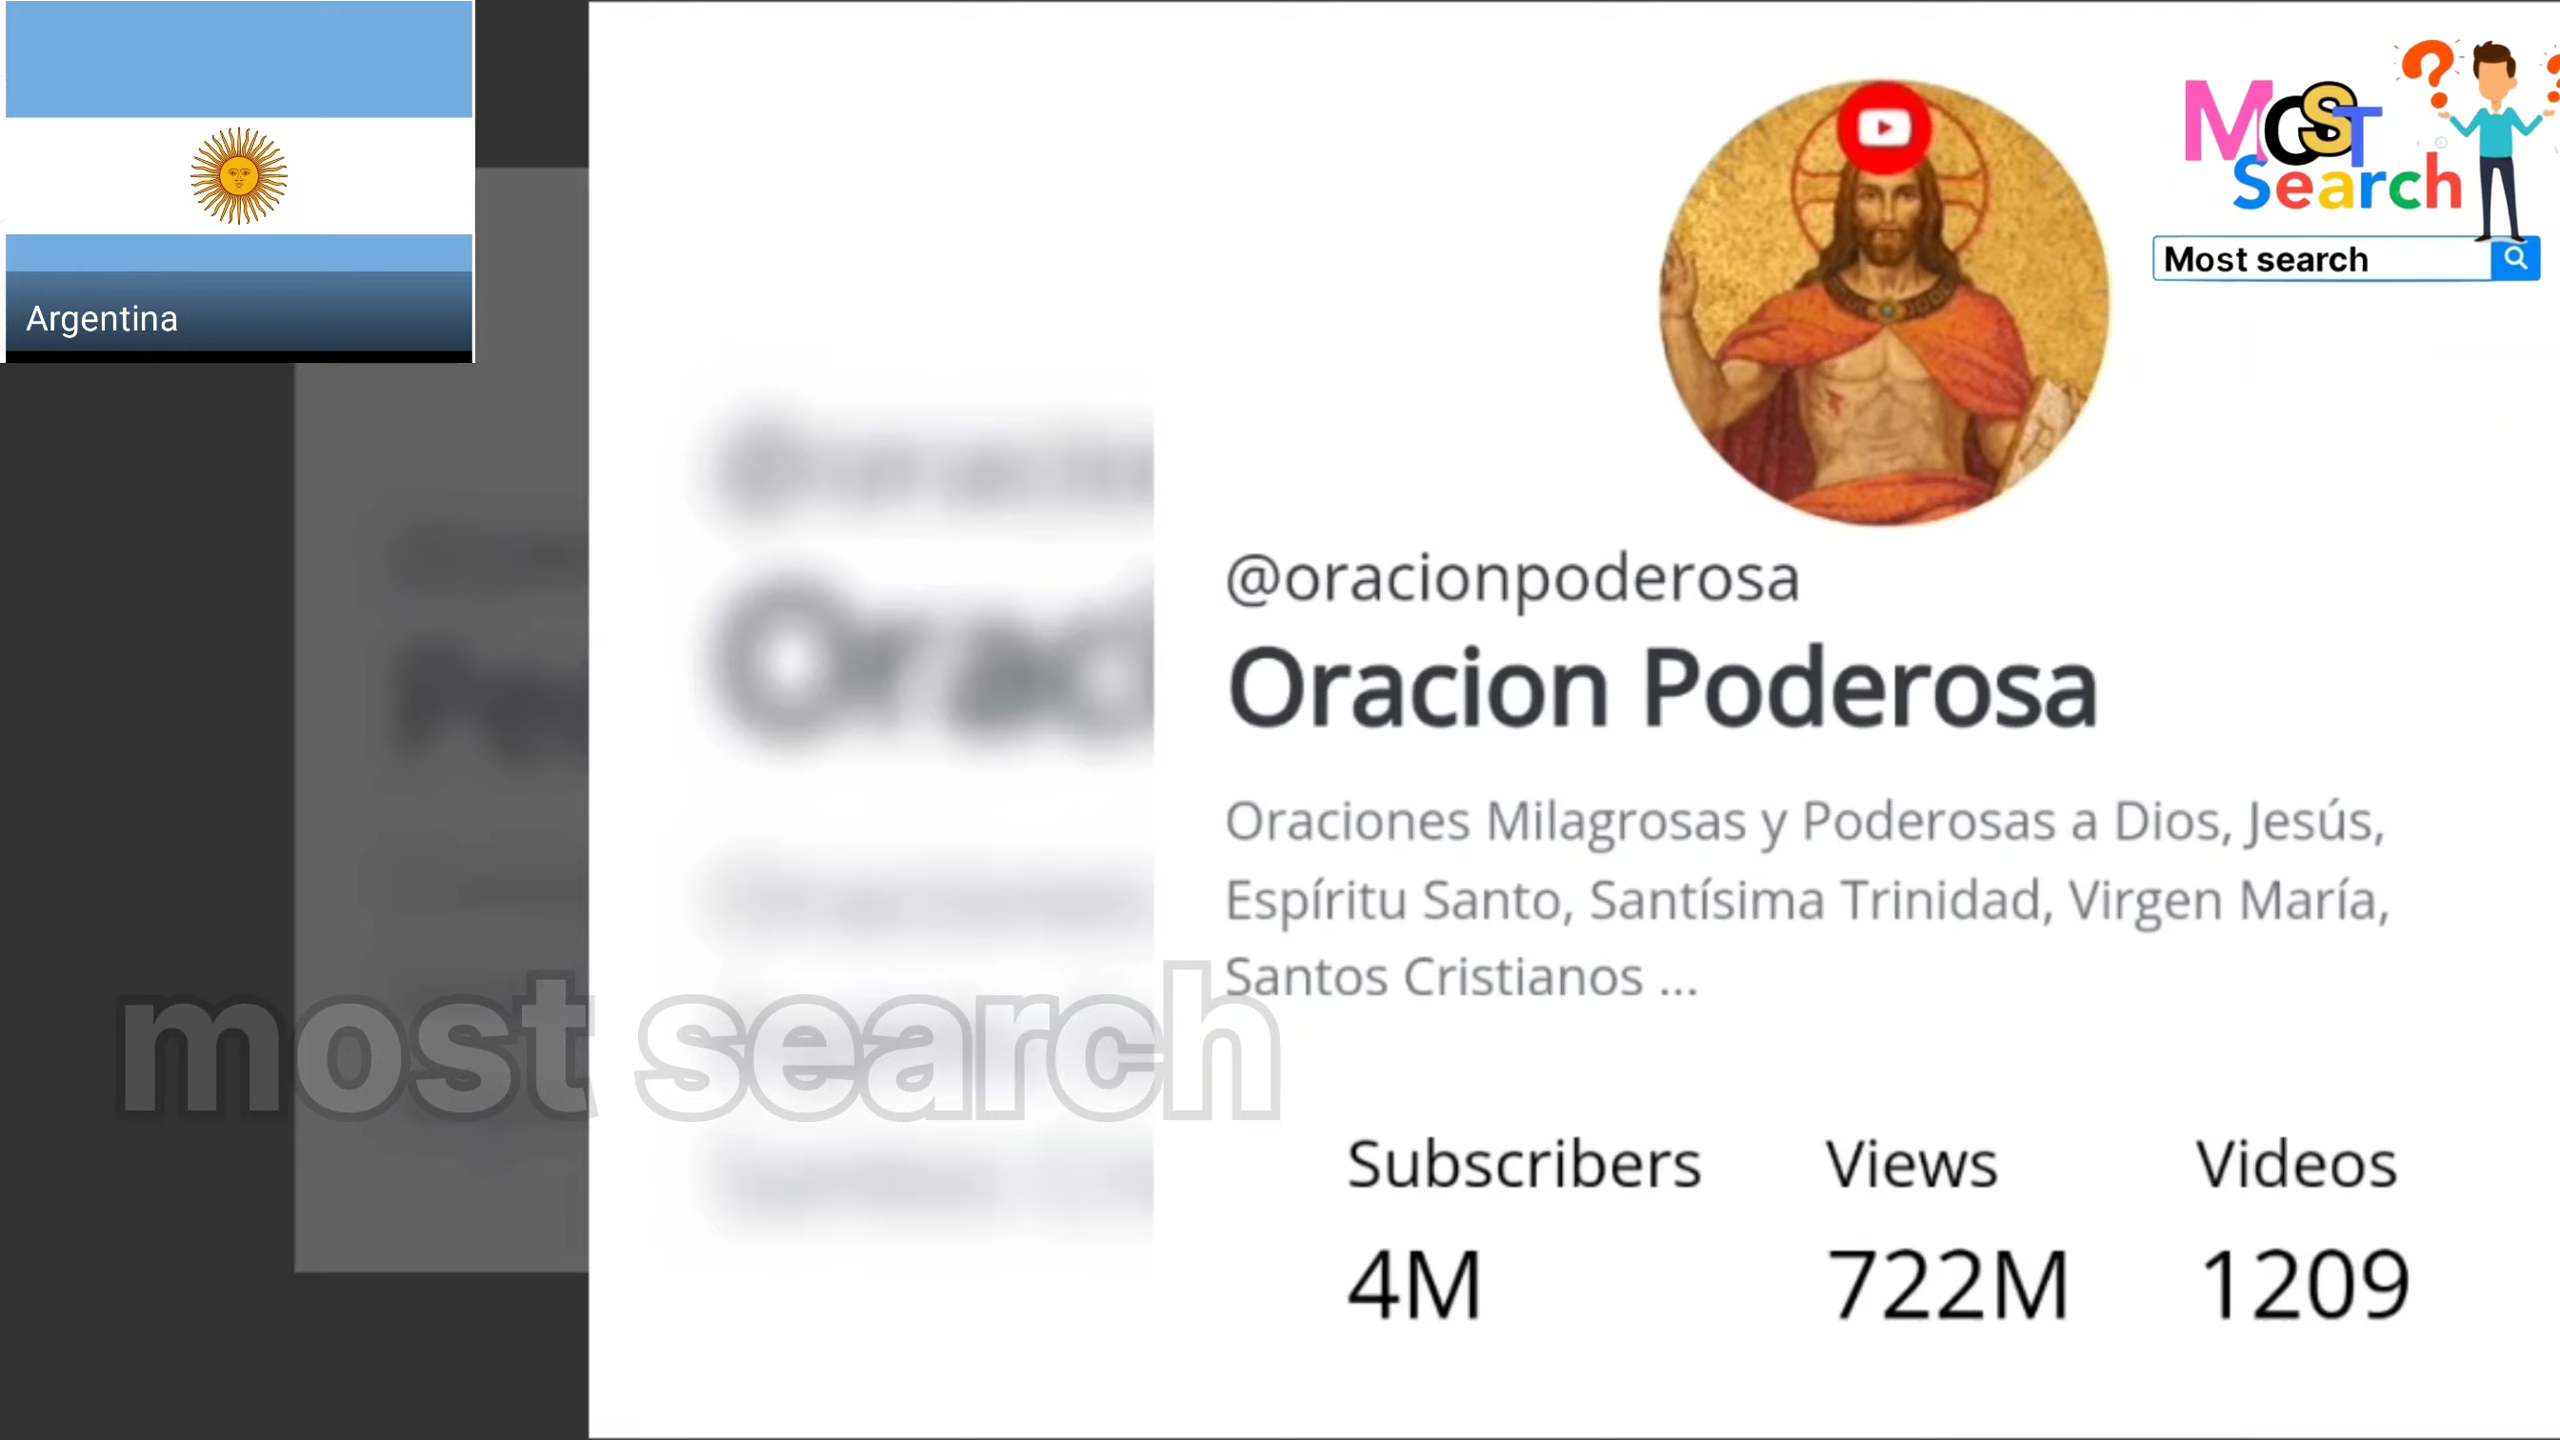 Argentina
MOST
Search
Most search
@oracionpoderosa
Oracion Poderosa
Oraciones Milagrosas y Poderosas a Dios, Jesús,
Espíritu Santo, Santísima Trinidad, Virgen María,
Santos Cristianos ...
most search
Subscribers Views Videos
4M 722M 1209